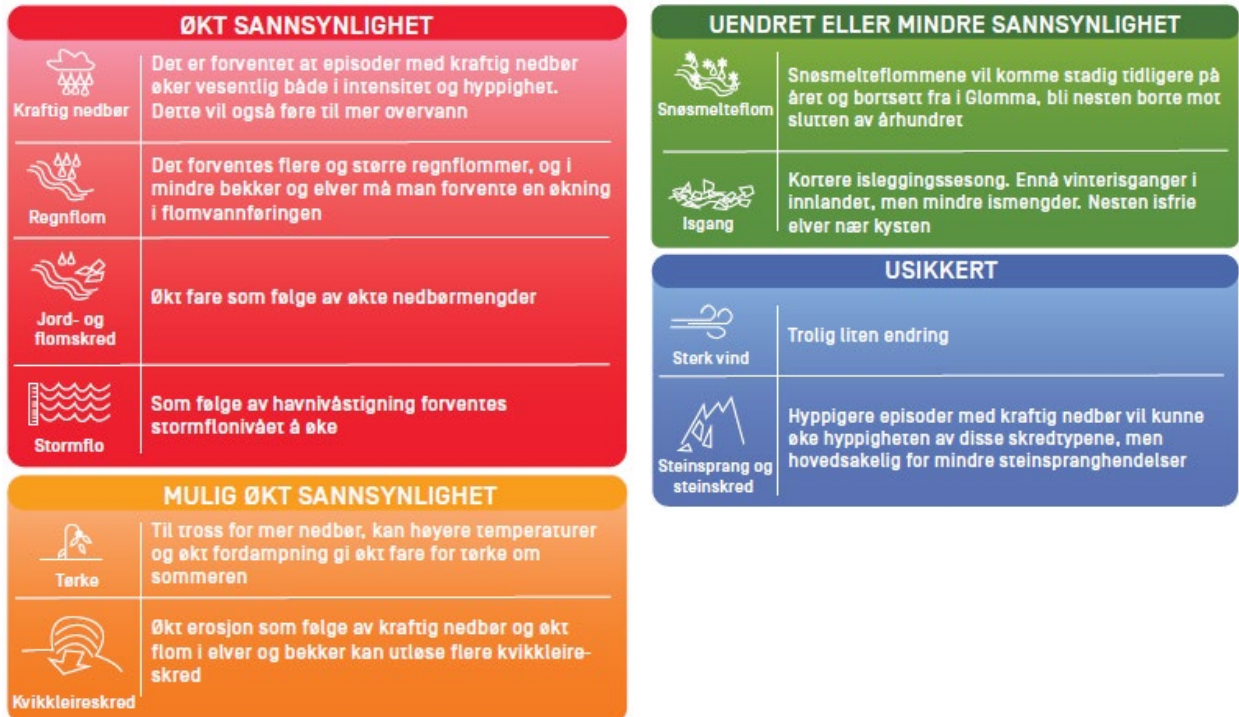 ØKT SANNSYNLIGHET
Kraftig nedbør
Det er forventet at episoder med kraftig nedbør
øker vesentlig både i intensitet og hyppighet.
Dette vil også føre til mer overvann
Regnflom
Det forventes flere og større regnflommer, og i
mindre bekker og elver må man forvente en økning
i flomvannføringen
Jord- og
flomskred
Økt fare som følge av økte nedbørmengder
Stormflo
Som følge av havnivåstigning forventes
stormflonivået å øke
MULIG ØKT SANNSYNLIGHET
Tørke
Til tross for mer nedbør, kan høyere temperaturer
og økt fordampning gi økt fare for tørke om
sommeren
Kvikkleireskred
Økt erosjon som følge av kraftig nedbør og økt
flom i elver og bekker kan utløse flere kvikkleire-
skred
UENDRET ELLER MINDRE SANNSYNLIGHET
Snøsmelteflom
Snøsmelteflommene vil komme stadig tidligere på
året og bortsett fra i Glomma, bli nesten borte mot
slutten av århundret
Isgang
Kortere isleggingssesong. Ennå vinterisganger i
innlandet, men mindre ismengder. Nesten isfrie
elver nær kysten
USIKKERT
Sterk vind
Trolig liten endring
Steinsprang og
steinskred
Hyppigere episoder med kraftig nedbør vil kunne
øke hyppigheten av disse skredtypene, men
hovedsakelig for mindre steinspranghendelser